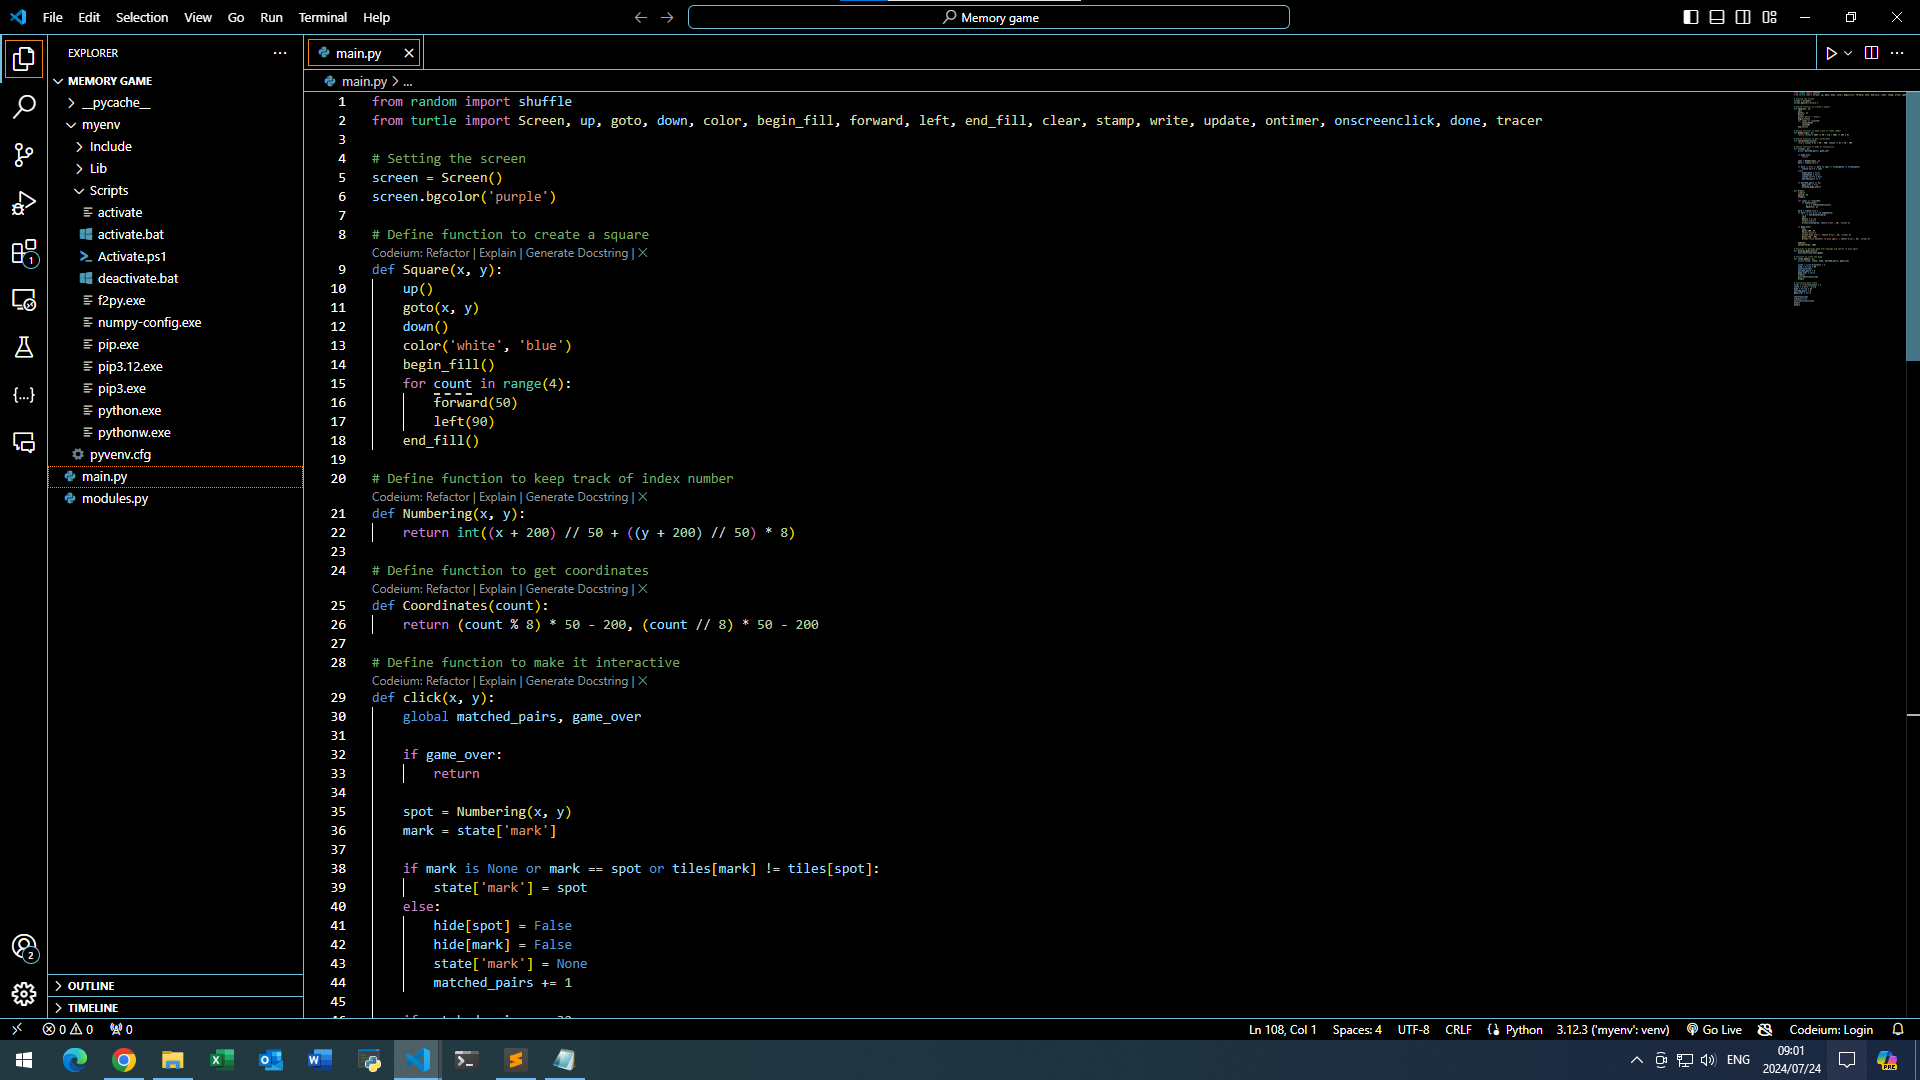 File Edit Selection View Go Run Terminal Help
Memory game
EXPLORER
MEMORY GAME
__pycache__
myenv
Include
Lib
Scripts
activate
activate.bat
Activate.ps1
deactivate.bat
f2py.exe
numpy-config.exe
pip.exe
pip3.12.exe
pip3.exe
python.exe
pythonw.exe
pyvenv.cfg
main.py
modules.py
OUTLINE
TIMELINE
1
2
main.py
main.py > ...
1 from random import shuffle
2 from turtle import Screen, up, goto, down, color, begin_fill, forward, left, end_fill, clear, stamp, write, update, ontimer, onscreenclick, done, tracer
3
4 # Setting the screen
5 screen = Screen()
6 screen.bgcolor('purple')
7
8 # Define function to create a square
Codeium: Refactor | Explain | Generate Docstring | X
9 def Square(x, y):
10 up()
11 goto(x, y)
12 down()
13 color('white', 'blue')
14 begin_fill()
15 for count in range(4):
16 forward(50)
17 left(90)
18 end_fill()
19
20 # Define function to keep track of index number
Codeium: Refactor | Explain | Generate Docstring | X
21 def Numbering(x, y):
22 return int((x + 200) // 50 + ((y + 200) // 50) * 8)
23
24 # Define function to get coordinates
Codeium: Refactor | Explain | Generate Docstring | X
25 def Coordinates(count):
26 return (count % 8) * 50 - 200, (count // 8) * 50 - 200
27
28 # Define function to make it interactive
Codeium: Refactor | Explain | Generate Docstring | X
29 def click(x, y):
30 global matched_pairs, game_over
31
32 if game_over:
33 return
34
35 spot = Numbering(x, y)
36 mark = state['mark']
37
38 if mark is None or mark == spot or tiles[mark] != tiles[spot]:
39 state['mark'] = spot
40 else:
41 hide[spot] = False
42 hide[mark] = False
43 state['mark'] = None
44 matched_pairs += 1
45
0 0 0
Ln 108, Col 1 Spaces: 4 UTF-8 CRLF Python 3.12.3 ('myenv': venv) Go Live Codeium: Login
ENG
09:01
2024/07/24